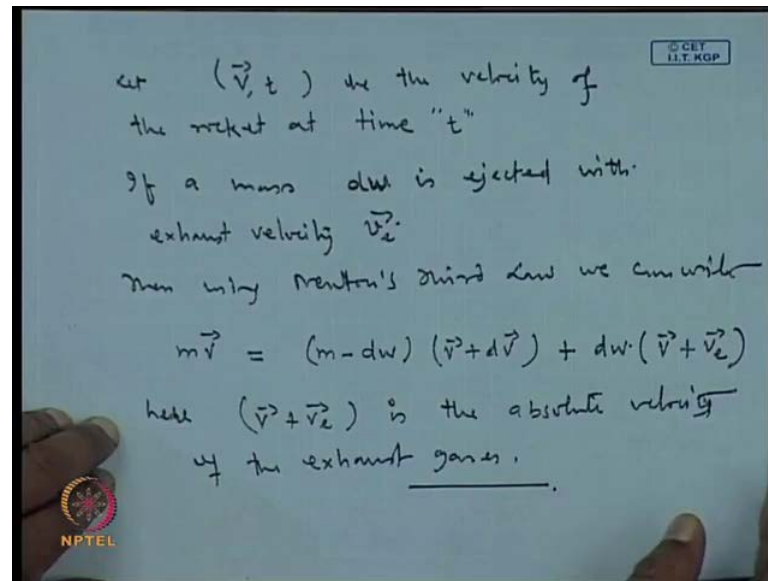 © CET
I.I.T. KGP
Let (v⃗, t) be the velocity of
the rocket at time "t"
If a mass dw is ejected with
exhaust velocity v⃗e.
Then using Newton's Third Law we can write
mv⃗ = (m - dw) (v⃗ + dv⃗) + dw. (v⃗ + v⃗e)
here (v⃗ + v⃗e) is the absolute velocity
of the exhaust gases.
NPTEL